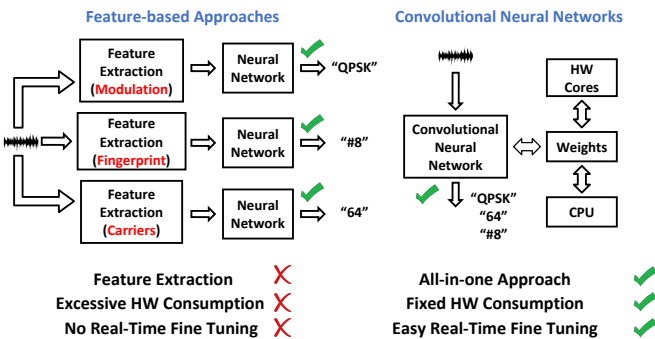 Feature-based Approaches
Feature
Extraction
(Modulation)
Neural
Network
“QPSK”
Feature
Extraction
(Fingerprint)
Neural
Network
“#8”
Feature
Extraction
(Carriers)
Neural
Network
“64”
Feature Extraction
Excessive HW Consumption
No Real-Time Fine Tuning
Convolutional Neural Networks
Convolutional
Neural
Network
HW
Cores
Weights
CPU
“QPSK”
“64”
“#8”
All-in-one Approach
Fixed HW Consumption
Easy Real-Time Fine Tuning